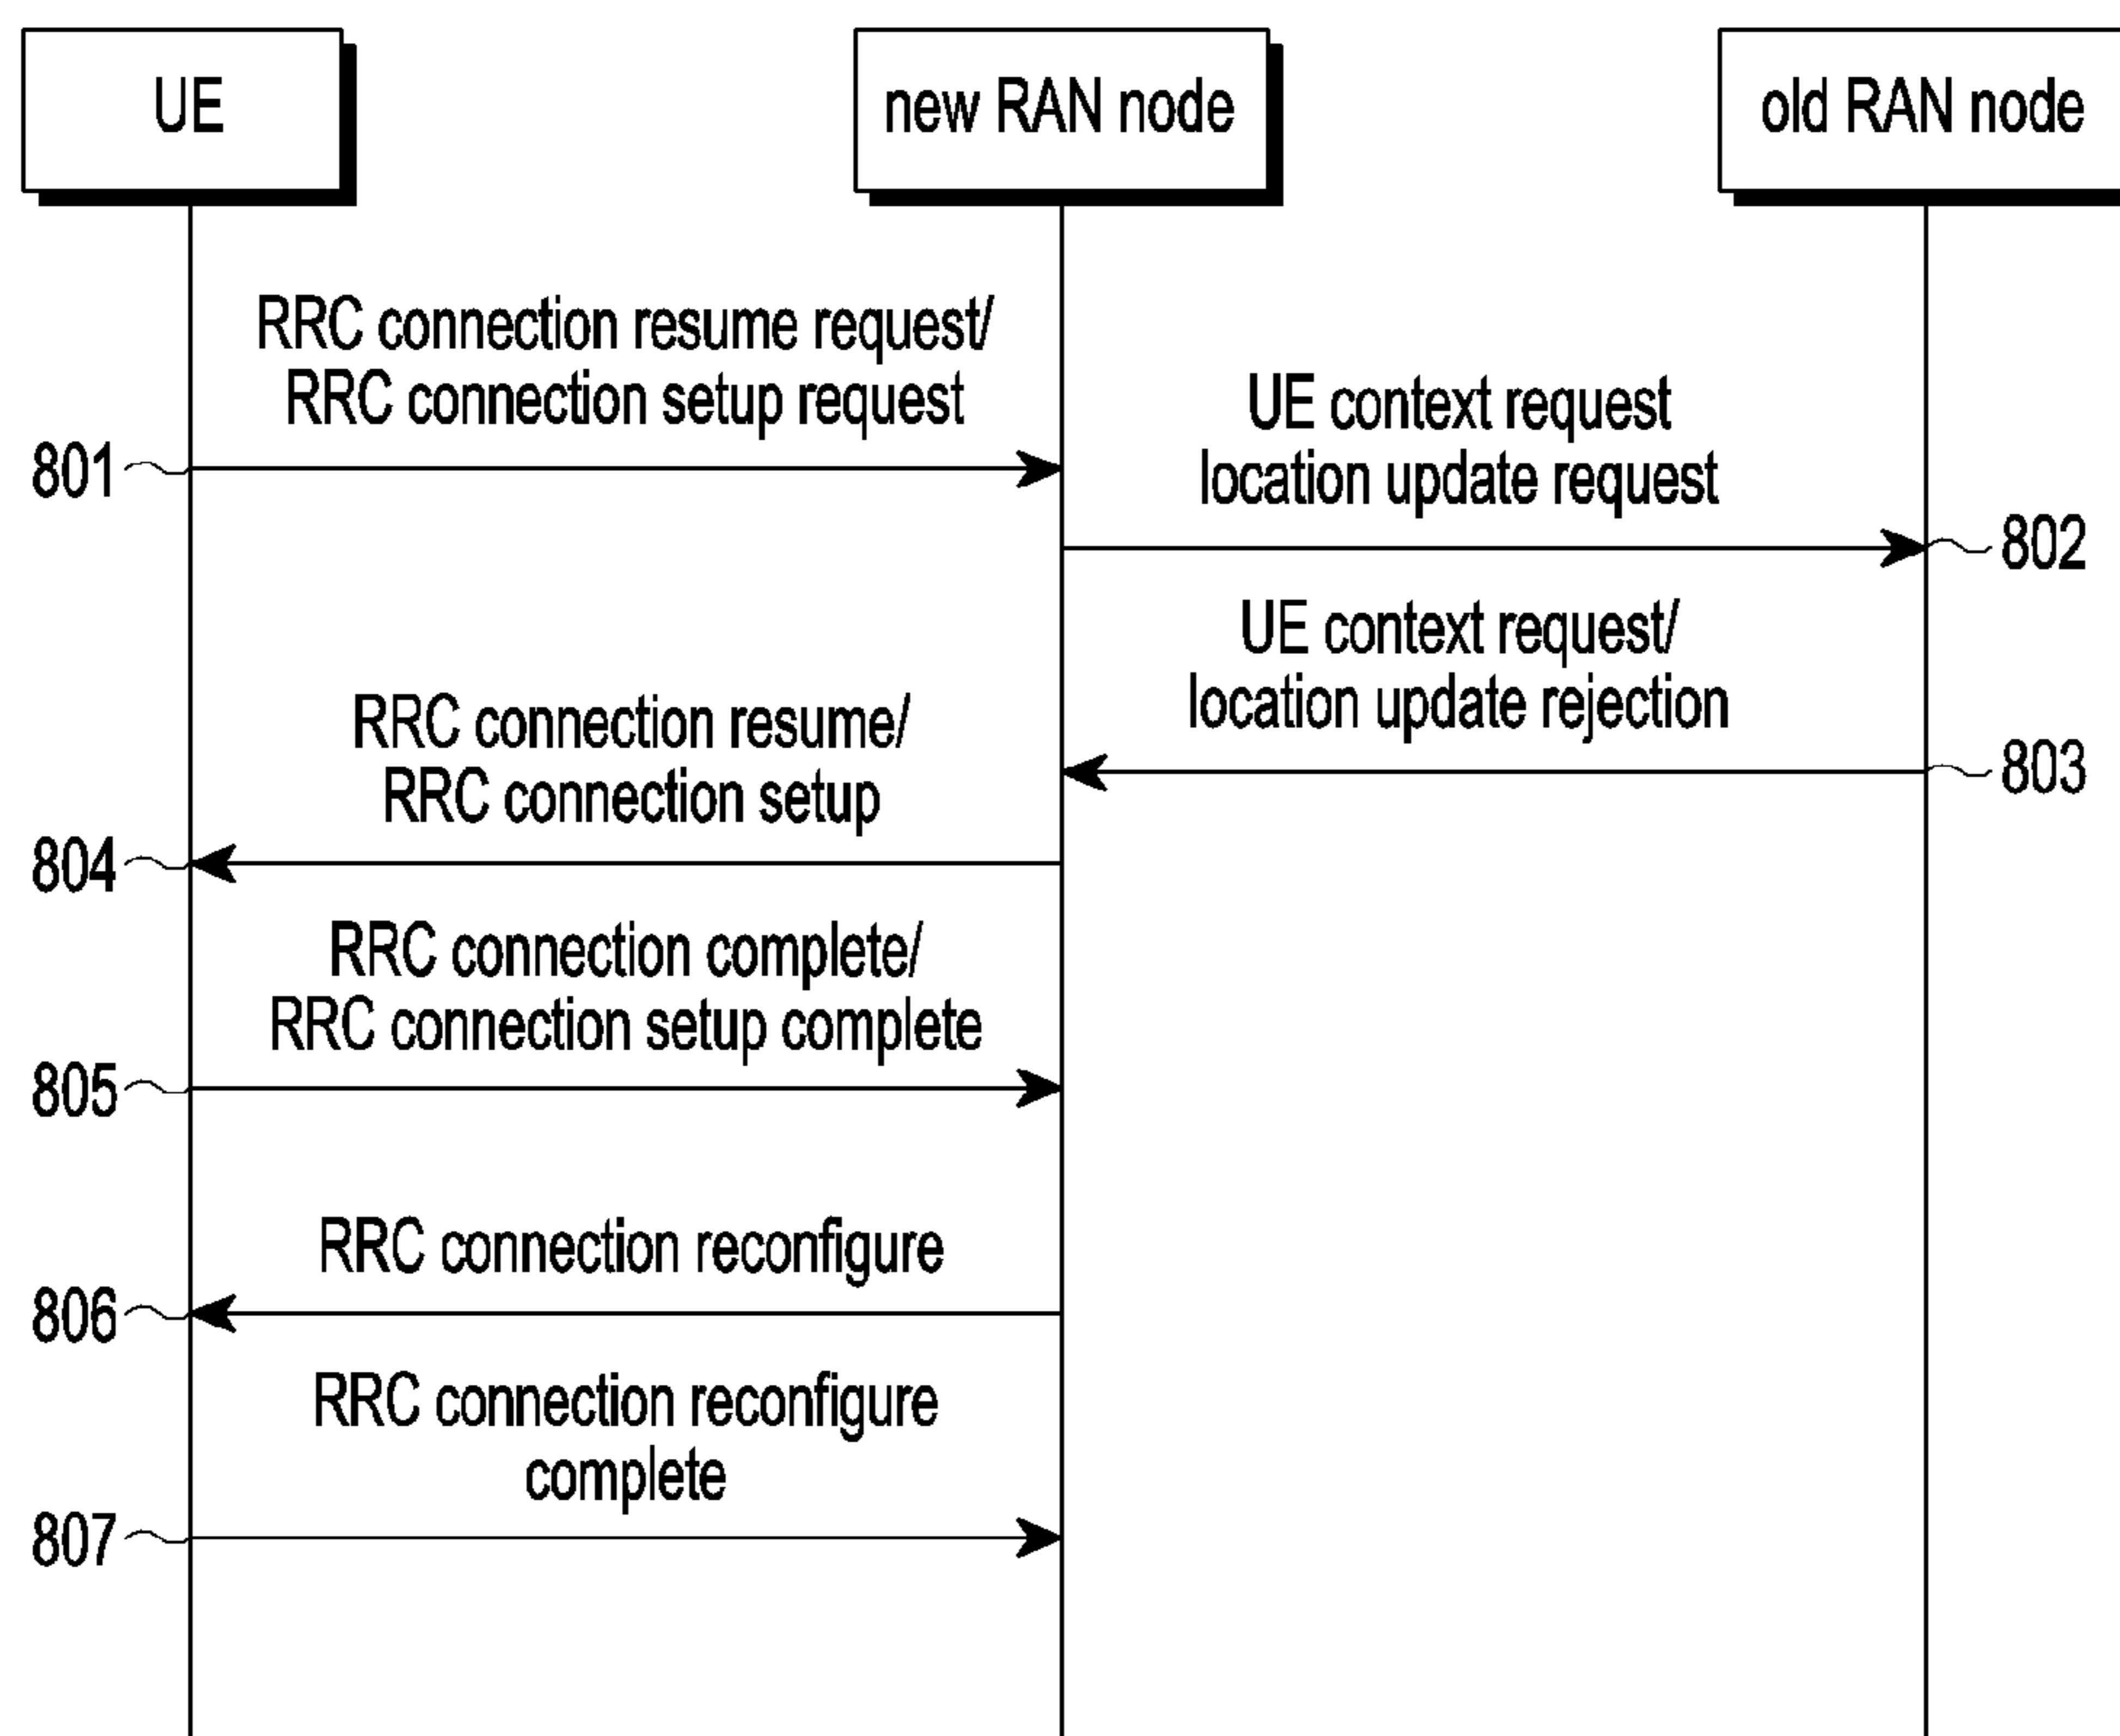 UE
new RAN node
old RAN node
RRC connection resume request/
RRC connection setup request
801
UE context request
location update request
802
UE context request/
location update rejection
803
RRC connection resume/
RRC connection setup
804
RRC connection complete/
RRC connection setup complete
805
RRC connection reconfigure
806
RRC connection reconfigure
complete
807